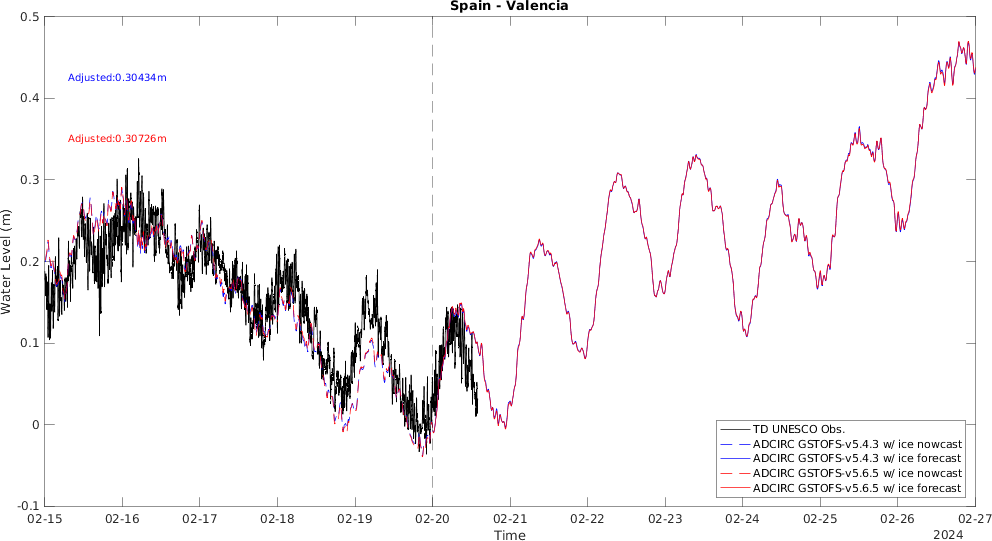 Spain - Valencia
0.5
0.4
0.3
0.2
0.1
0
-0.1
Water Level (m)
Adjusted:0.30434m
Adjusted:0.30726m
TD UNESCO Obs.
ADCIRC GSTOFS-v5.4.3 w/ ice nowcast
ADCIRC GSTOFS-v5.4.3 w/ ice forecast
ADCIRC GSTOFS-v5.6.5 w/ ice nowcast
ADCIRC GSTOFS-v5.6.5 w/ ice forecast
02-15 02-16 02-17 02-18 02-19 02-20 02-21 02-22 02-23 02-24 02-25 02-26 02-27
Time
2024